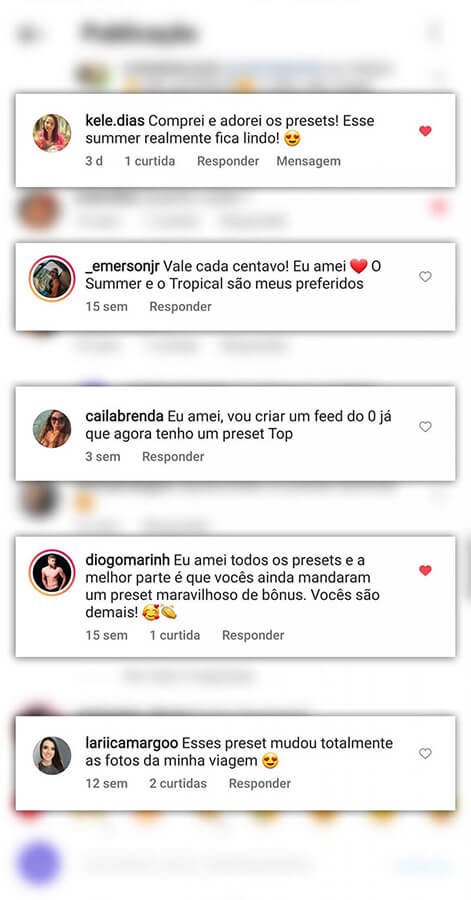 Publicação
kele.dias Comprei e adorei os presets! Esse
summer realmente fica lindo! 😍
3 d 1 curtida Responder Mensagem
_emersonjr Vale cada centavo! Eu amei ❤️ O
Summer e o Tropical são meus preferidos
15 sem Responder
cailabrenda Eu amei, vou criar um feed do 0 já
que agora tenho um preset Top
3 sem Responder
diogomarinh Eu amei todos os presets e a
melhor parte é que vocês ainda mandaram
um preset maravilhoso de bônus. Vocês são
demais! 🥰👏
15 sem 1 curtida Responder
lariicamargoo Esses preset mudou totalmente
as fotos da minha viagem 😍
12 sem 2 curtidas Responder